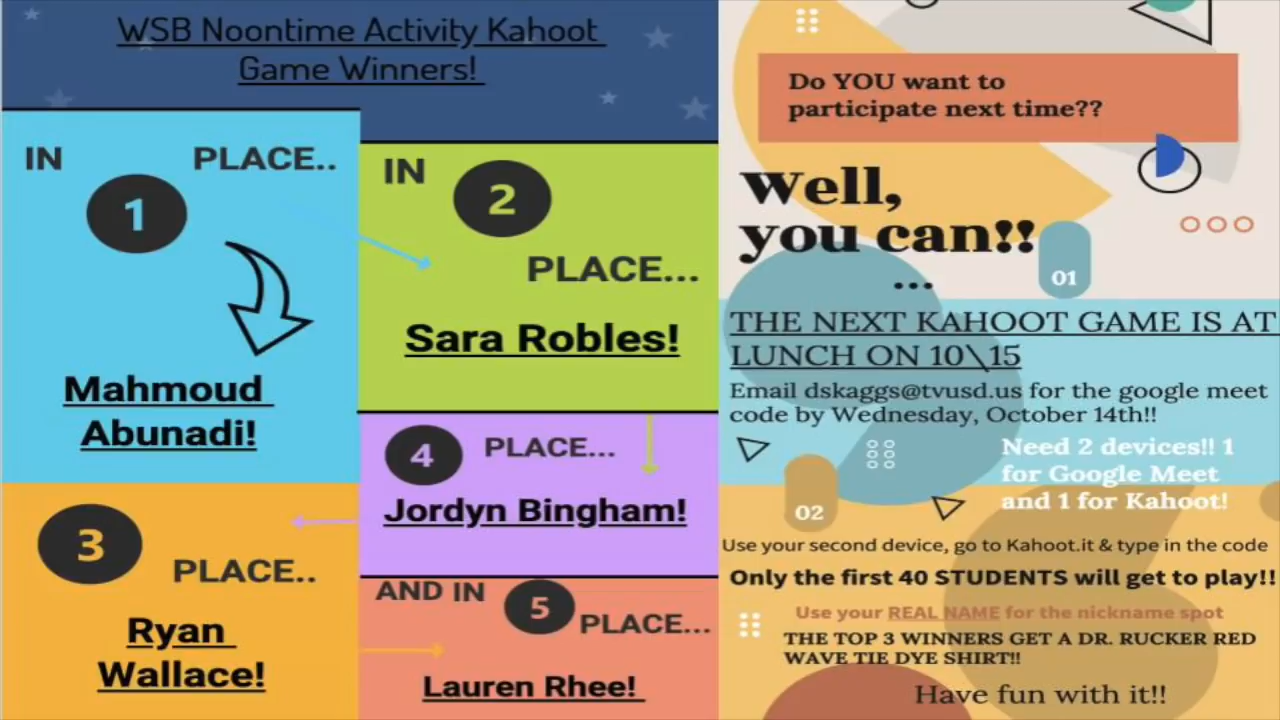 WSB Noontime Activity Kahoot
Game Winners!
IN 1 PLACE..
Mahmoud
Abunadi!
IN 2
PLACE...
Sara Robles!
3
PLACE..
Ryan
Wallace!
4 PLACE...
Jordyn Bingham!
AND IN 5 PLACE...
Lauren Rhee!
Do YOU want to
participate next time??
Well,
you can!!
...
01
THE NEXT KAHOOT GAME IS AT
LUNCH ON 10\15
Email dskaggs@tvusd.us for the google meet
code by Wednesday, October 14th!!
Need 2 devices!! 1
for Google Meet
and 1 for Kahoot!
02
Use your second device, go to Kahoot.it & type in the code
Only the first 40 STUDENTS will get to play!!
Use your REAL NAME for the nickname spot
THE TOP 3 WINNERS GET A DR. RUCKER RED
WAVE TIE DYE SHIRT!!
Have fun with it!!